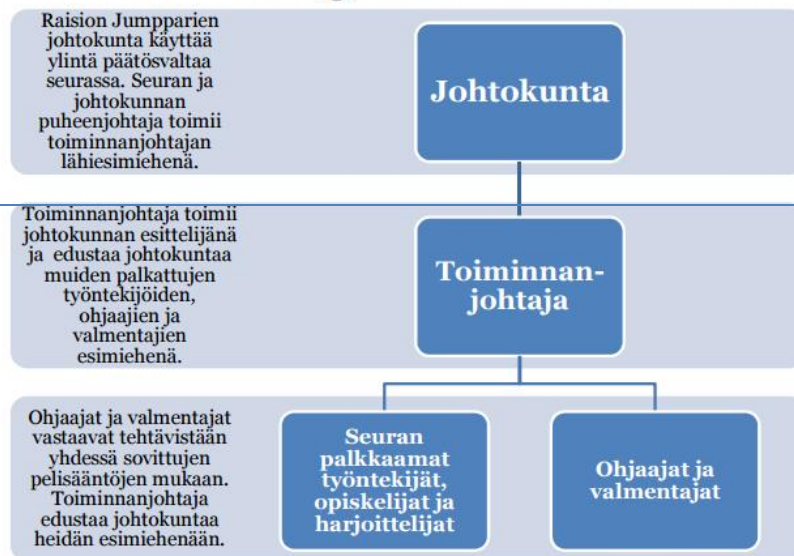 Raision Jumpparien
johtokunta käyttää
ylintä päätösvaltaa
seurassa. Seuran ja
johtokunnan
puheenjohtaja toimii
toiminnanjohtajan
lähiesimiehenä.
Johtokunta
Toiminnanjohtaja toimii
johtokunnan esittelijänä
ja edustaa johtokuntaa
muiden palkattujen
työntekijöiden,
ohjaajien ja
valmentajien
esimiehenä.
Toiminnan-
johtaja
Ohjaajat ja valmentajat
vastaavat tehtävistään
yhdessä sovittujen
pelisääntöjen mukaan.
Toiminnanjohtaja
edustaa johtokuntaa
heidän esimiehenään.
Seuran
palkkaamat
työntekijät,
opiskelijat ja
harjoittelijat
Ohjaajat ja
valmentajat